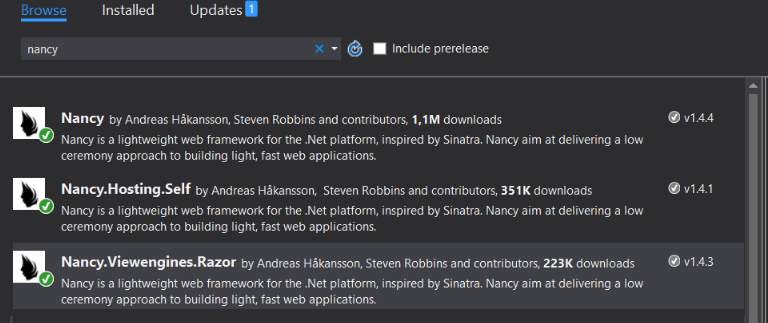 Browse Installed Updates 1
nancy Include prerelease
Nancy by Andreas Håkansson, Steven Robbins and contributors, 1,1M downloads v1.4.4
Nancy is a lightweight web framework for the .Net platform, inspired by Sinatra. Nancy aim at delivering a low
ceremony approach to building light, fast web applications.
Nancy.Hosting.Self by Andreas Håkansson, Steven Robbins and contributors, 351K downloads v1.4.1
Nancy is a lightweight web framework for the .Net platform, inspired by Sinatra. Nancy aim at delivering a low
ceremony approach to building light, fast web applications.
Nancy.Viewengines.Razor by Andreas Håkansson, Steven Robbins and contributors, 223K downloads v1.4.3
Nancy is a lightweight web framework for the .Net platform, inspired by Sinatra. Nancy aim at delivering a low
ceremony approach to building light, fast web applications.